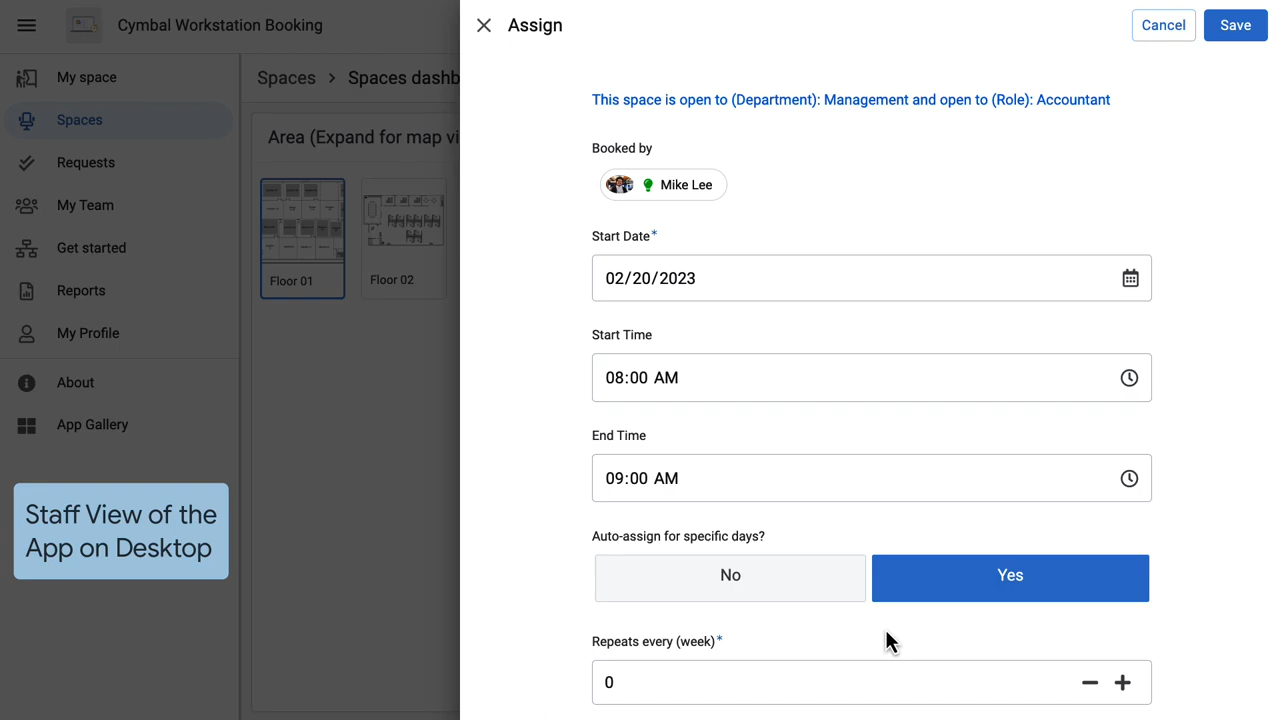 Cymbal Workstation Booking
My space
Spaces
Requests
My Team
Get started
Reports
My Profile
About
App Gallery
Staff View of the
App on Desktop
Spaces > Spaces dashb
Area (Expand for map vi
Floor 01
Floor 02
Assign
Cancel
Save
This space is open to (Department): Management and open to (Role): Accountant
Booked by
Mike Lee
Start Date*
02/20/2023
Start Time
08:00 AM
End Time
09:00 AM
Auto-assign for specific days?
No
Yes
Repeats every (week)*
0